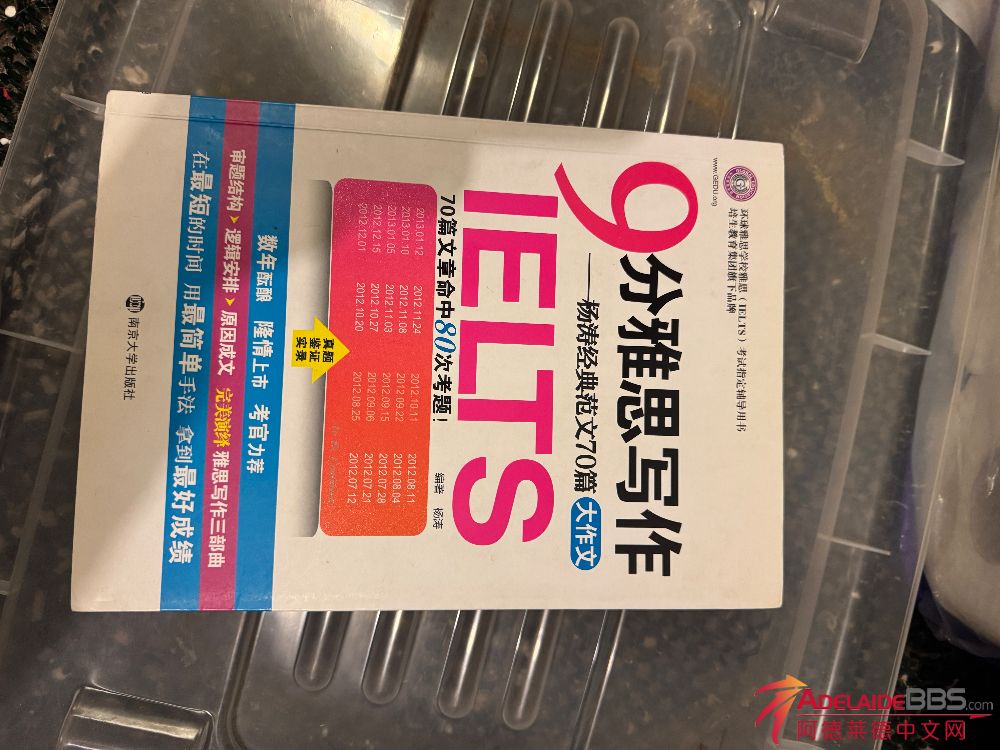 环球雅思学校雅思（IELTS）考试指定辅导用书
培生教育集团旗下品牌
www.GEDU.org
9分雅思写作
——杨涛经典范文70篇 大作文
IELTS
编著 杨涛
70篇文章命中80次考题！
2013.01.12 2012.11.24 2012.10.11 2012.08.11
2013.01.10 2012.11.08 2012.09.22 2012.08.04
2013.01.05 2012.11.03 2012.09.15 2012.07.28
2012.12.15 2012.10.27 2012.09.06 2012.07.21
2012.12.01 2012.10.20 2012.08.25 2012.07.12
真题
鉴证
实录
数年酝酿 隆情上市 考官力荐
审题结构 > 逻辑安排 > 原因成文 完美演绎 雅思写作三部曲
在最短的时间 用最简单手法 拿到最好成绩
南京大学出版社
ADELAIDEBBS.com
阿德莱德中文网